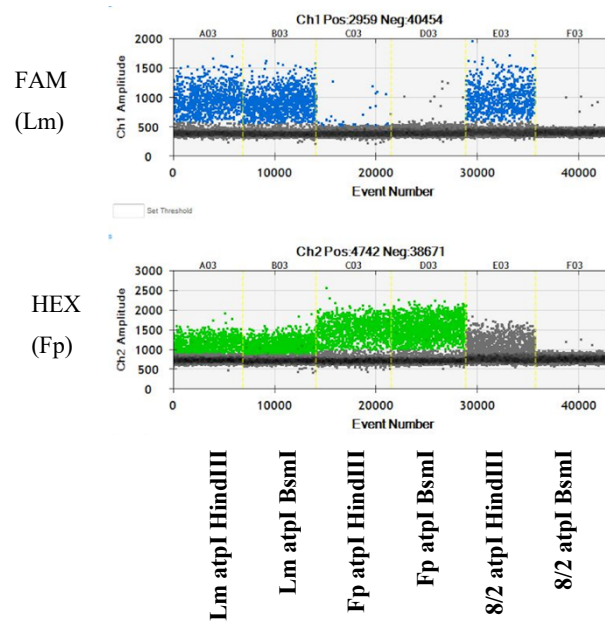 Ch1 Pos:2959 Neg:40454
A03 B03 C03 D03 E03 F03
FAM
(Lm)
Ch1 Amplitude
2000
1500
1000
500
0
0 10000 20000 30000 40000
Event Number
Set Threshold
Ch2 Pos:4742 Neg:38671
A03 B03 C03 D03 E03 F03
HEX
(Fp)
Ch2 Amplitude
3000
2500
2000
1500
1000
500
0
0 10000 20000 30000 40000
Event Number
Lm atpI HindIII
Lm atpI BsmI
Fp atpI HindIII
Fp atpI BsmI
8/2 atpI HindIII
8/2 atpI BsmI